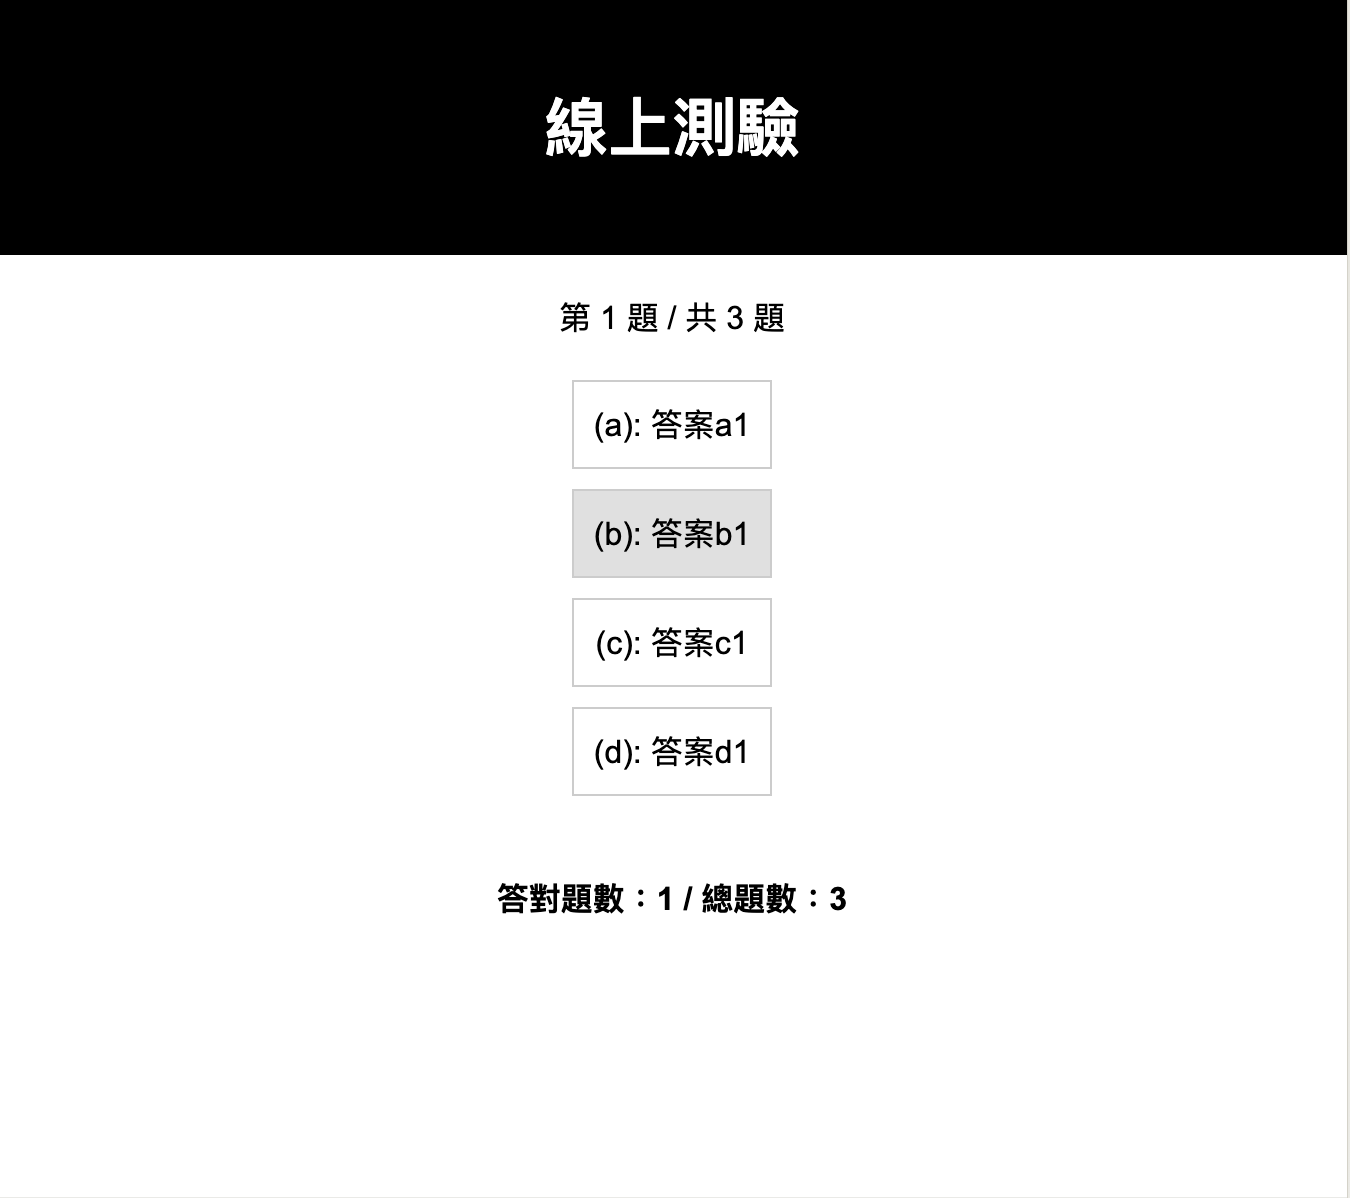 線上測驗
第 1 題 / 共 3 題
(a): 答案a1
(b): 答案b1
(c): 答案c1
(d): 答案d1
答對題數：1 / 總題數：3